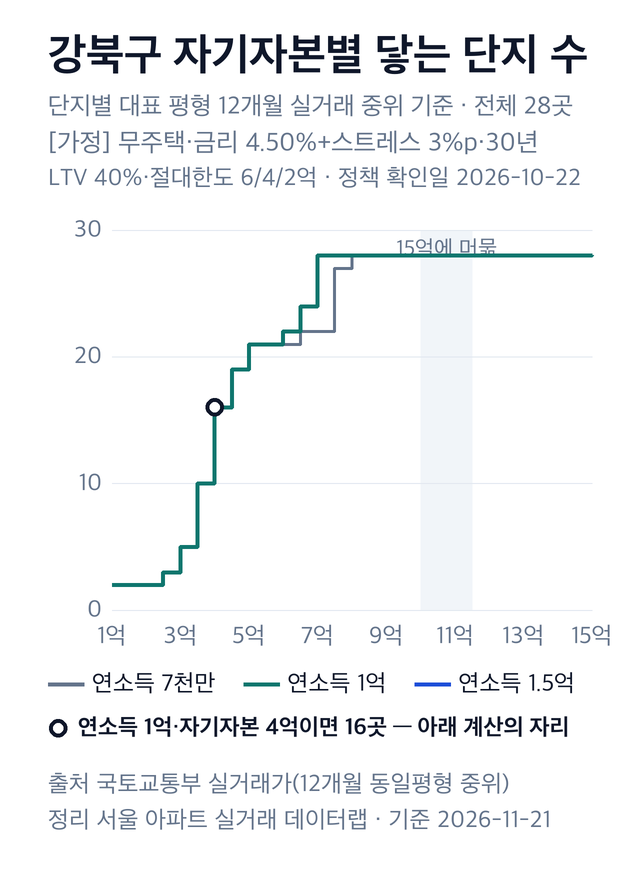 강북구 자기자본별 닿는 단지 수
단지별 대표 평형 12개월 실거래 중위 기준 · 전체 28곳
[가정] 무주택·금리 4.50%+스트레스 3%p·30년
LTV 40%·절대한도 6/4/2억 · 정책 확인일 2026-10-22
30
15억에 머묾
20
10
0
1억 3억 5억 7억 9억 11억 13억 15억
연소득 7천만 연소득 1억 연소득 1.5억
연소득 1억·자기자본 4억이면 16곳 — 아래 계산의 자리
출처 국토교통부 실거래가(12개월 동일평형 중위)
정리 서울 아파트 실거래 데이터랩 · 기준 2026-11-21